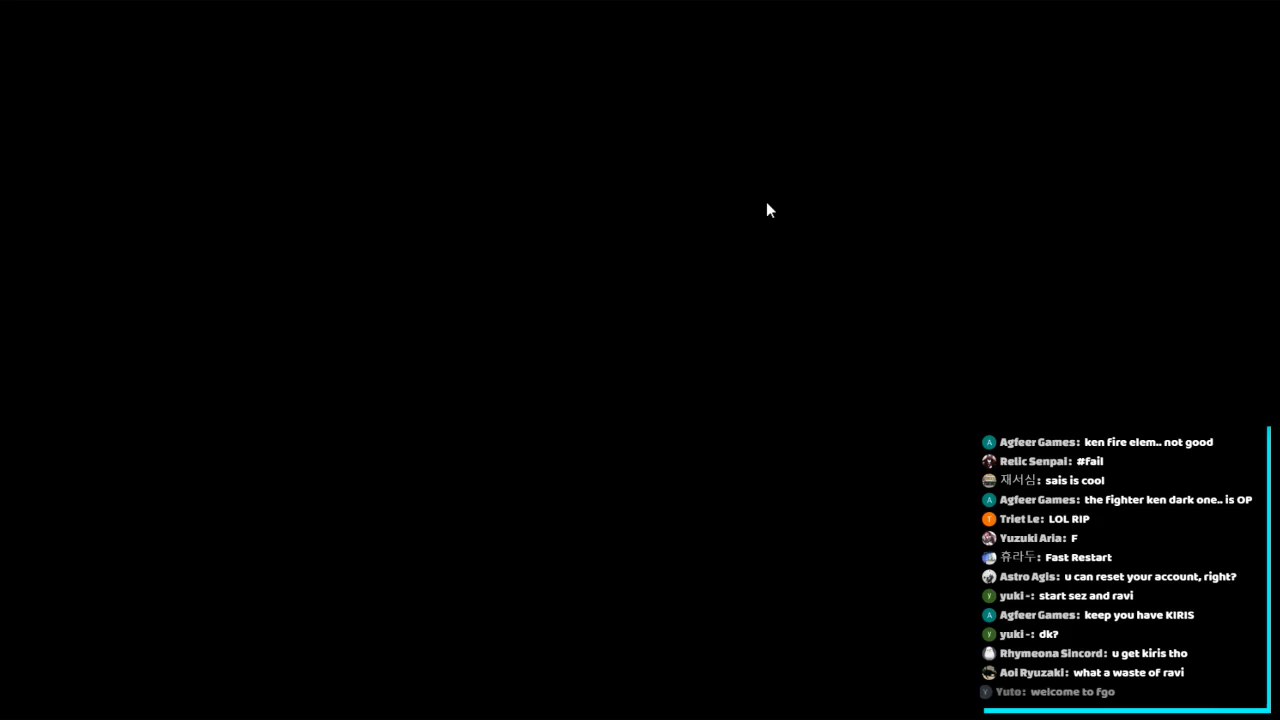 A Agfeer Games: ken fire elem.. not good
Relic Senpai: #fail
재서심: sais is cool
A Agfeer Games: the fighter ken dark one.. is OP
T Triet Le: LOL RIP
Yuzuki Aria: F
휴라두: Fast Restart
Astro Agis: u can reset your account, right?
y yuki -: start sez and ravi
A Agfeer Games: keep you have KIRIS
y yuki -: dk?
Rhymeona Sincord: u get kiris tho
Aoi Ryuzaki: what a waste of ravi
Y Yuto: welcome to fgo